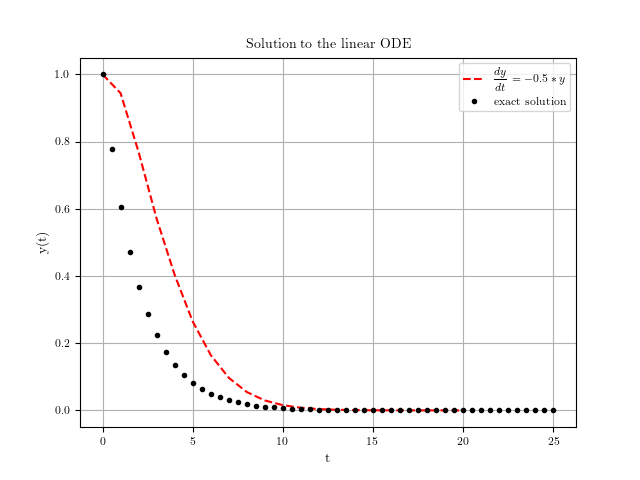 Solution to the linear ODE
1.0
0.8
0.6
0.4
0.2
0.0
y(t)
dy/dt = −0.5 * y
exact solution
0 5 10 15 20 25
t